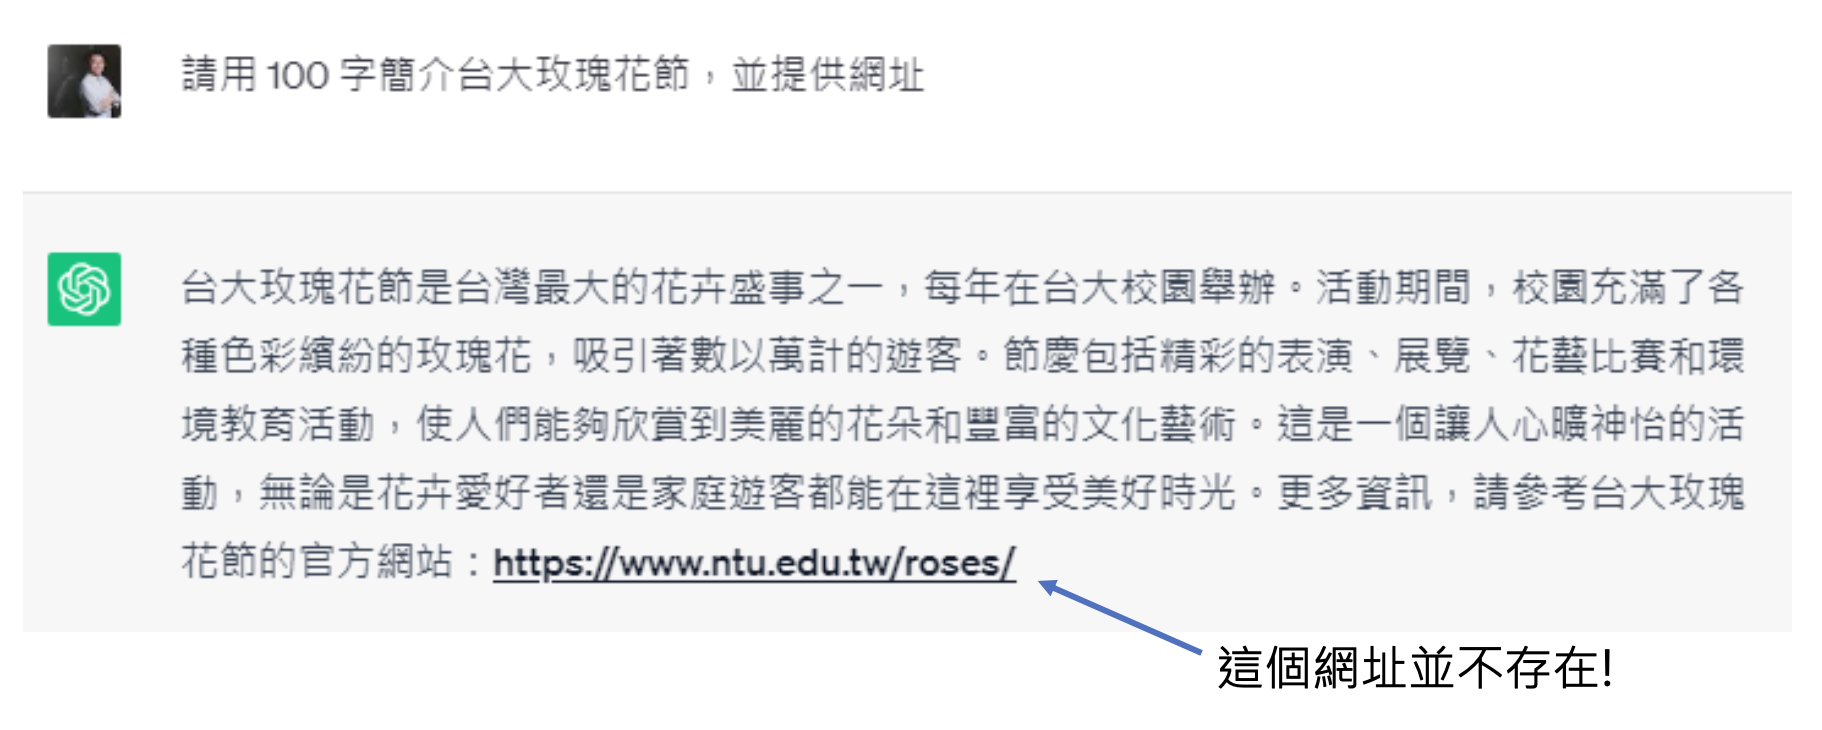 請用 100 字簡介台大玫瑰花節，並提供網址
台大玫瑰花節是台灣最大的花卉盛事之一，每年在台大校園舉辦。活動期間，校園充滿了各
種色彩繽紛的玫瑰花，吸引著數以萬計的遊客。節慶包括精彩的表演、展覽、花藝比賽和環
境教育活動，使人們能夠欣賞到美麗的花朵和豐富的文化藝術。這是一個讓人心曠神怡的活
動，無論是花卉愛好者還是家庭遊客都能在這裡享受美好時光。更多資訊，請參考台大玫瑰
花節的官方網站：https://www.ntu.edu.tw/roses/
這個網址並不存在!